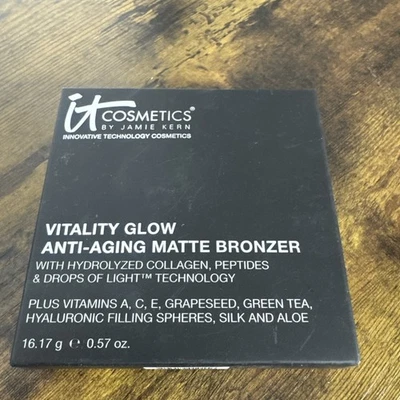 it COSMETICS®
BY JAMIE KERN
INNOVATIVE TECHNOLOGY COSMETICS
VITALITY GLOW
ANTI-AGING MATTE BRONZER
WITH HYDROLYZED COLLAGEN, PEPTIDES
& DROPS OF LIGHT™ TECHNOLOGY
PLUS VITAMINS A, C, E, GRAPESEED, GREEN TEA,
HYALURONIC FILLING SPHERES, SILK AND ALOE
16.17 g ℮ 0.57 oz.